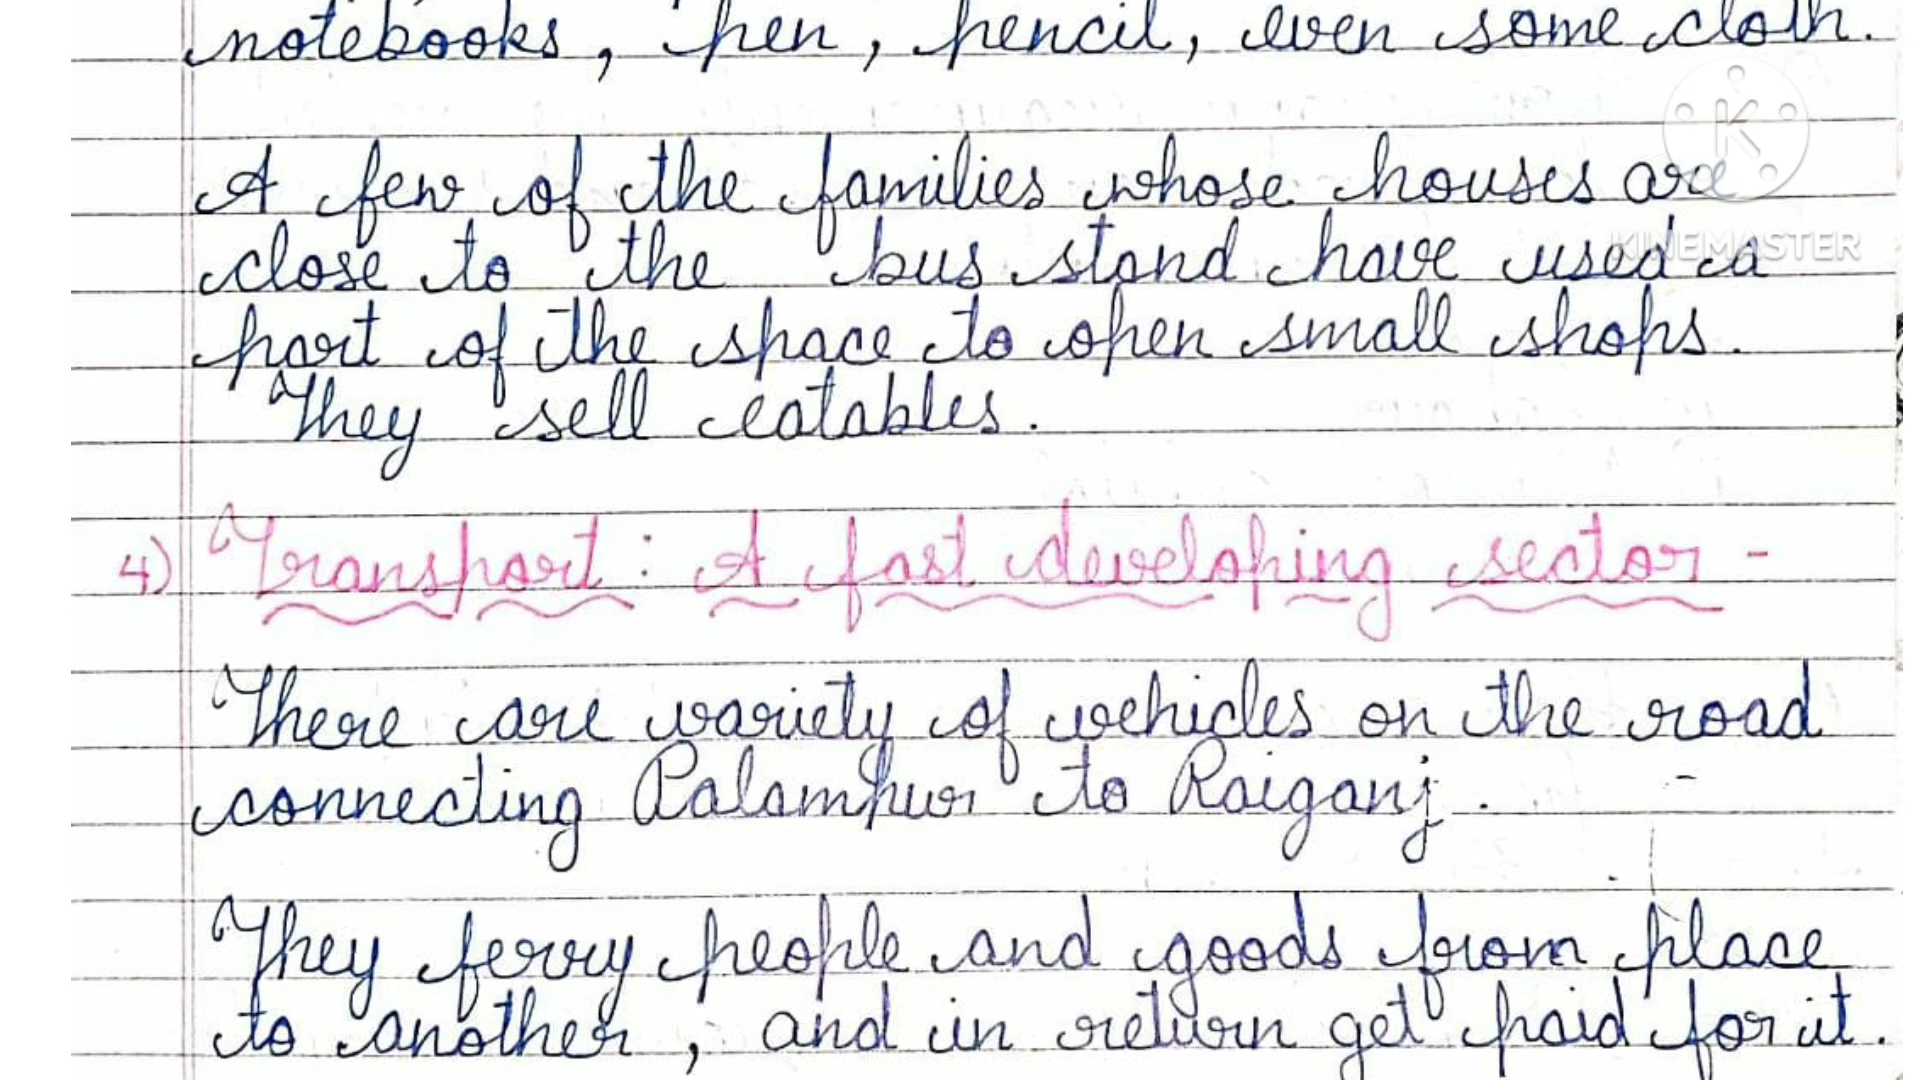 notebooks, pen, pencil, even some cloth.
A few of the families whose houses are
close to the bus stand have used a
part of the space to open small shops.
They sell eatables.
4) Transport : A fast developing sector -
There are variety of vehicles on the road
connecting Palampur to Raiganj.
They ferry people and goods from place
to another, and in return get paid for it.
K
KINEMASTER